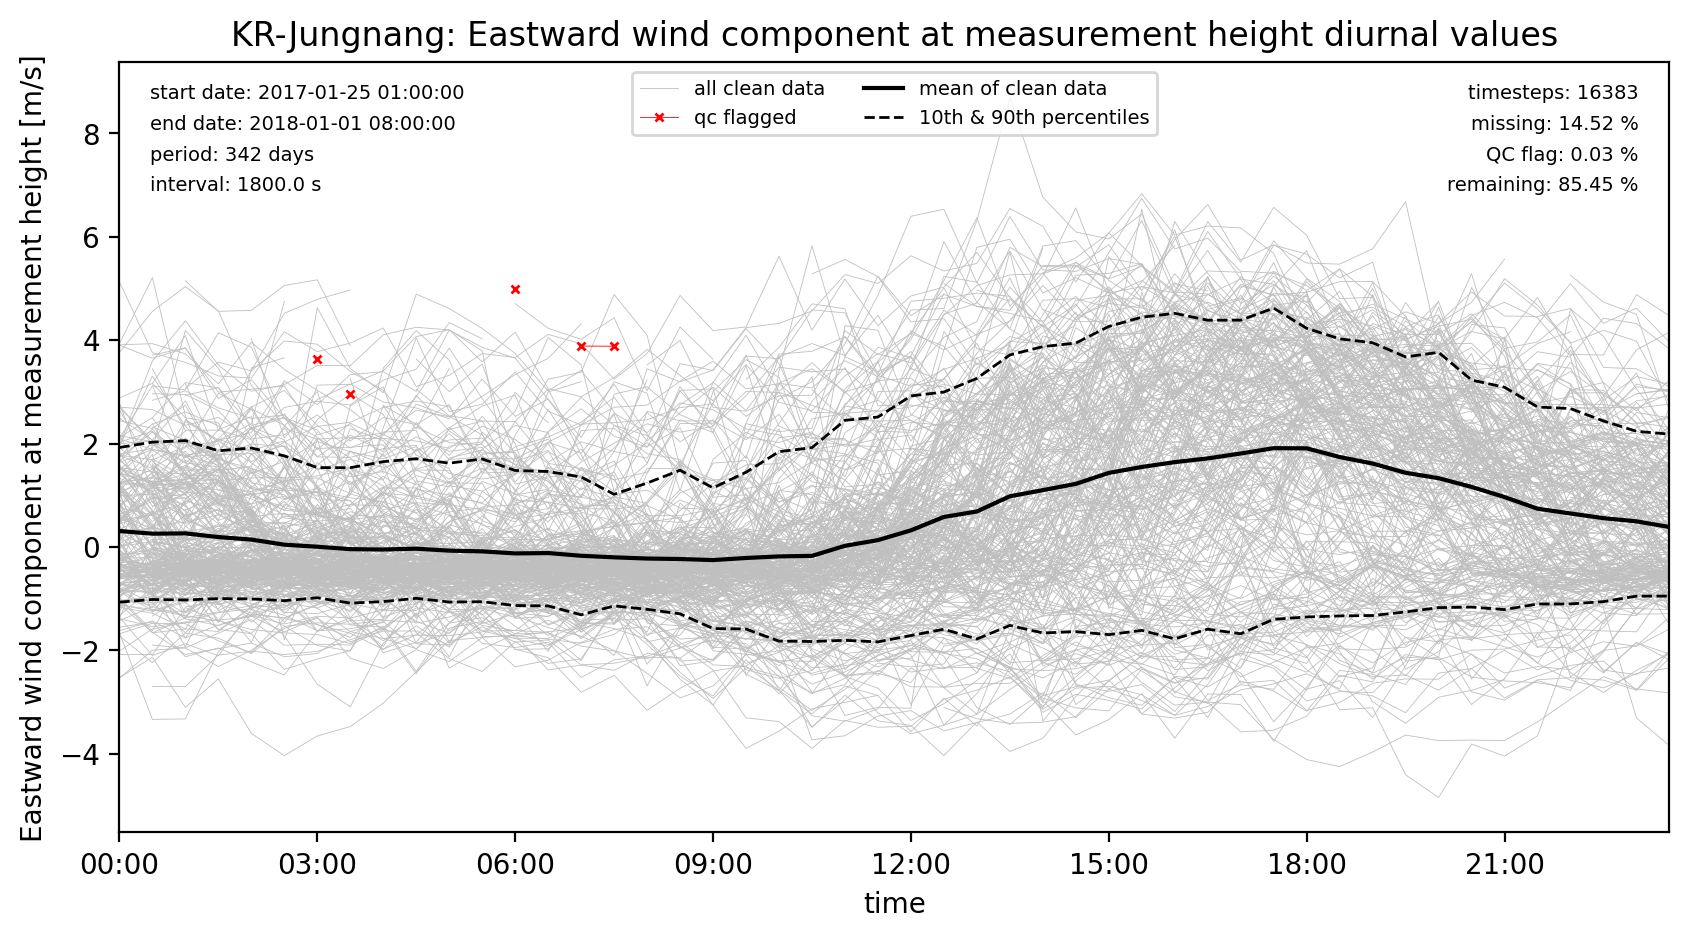 KR-Jungnang: Eastward wind component at measurement height diurnal values
start date: 2017-01-25 01:00:00
end date: 2018-01-01 08:00:00
period: 342 days
interval: 1800.0 s
all clean data
qc flagged
mean of clean data
10th & 90th percentiles
timesteps: 16383
missing: 14.52 %
QC flag: 0.03 %
remaining: 85.45 %
Eastward wind component at measurement height [m/s]
8
6
4
2
0
−2
−4
00:00 03:00 06:00 09:00 12:00 15:00 18:00 21:00
time